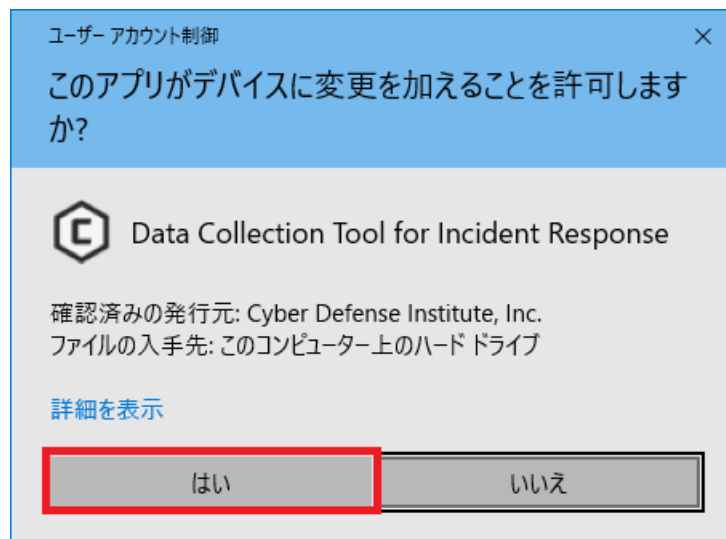 ユーザー アカウント制御
このアプリがデバイスに変更を加えることを許可します
か?
Data Collection Tool for Incident Response
確認済みの発行元: Cyber Defense Institute, Inc.
ファイルの入手先: このコンピューター上のハード ドライブ
詳細を表示
はい
いいえ